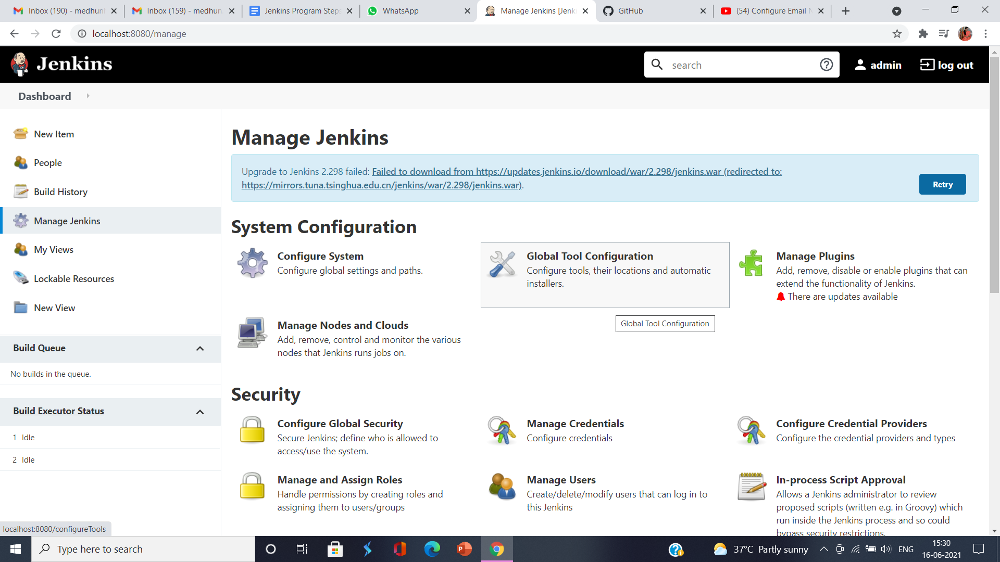 Inbox (190) - medhun
Inbox (159) - medhun
Jenkins Program Steps
WhatsApp
Manage Jenkins [Jenk
GitHub
(54) Configure Email N
localhost:8080/manage
Jenkins
search
admin
log out
Dashboard
New Item
People
Build History
Manage Jenkins
My Views
Lockable Resources
New View
Build Queue
No builds in the queue.
Build Executor Status
1 Idle
2 Idle
Manage Jenkins
Upgrade to Jenkins 2.298 failed: Failed to download from https://updates.jenkins.io/download/war/2.298/jenkins.war (redirected to:
https://mirrors.tuna.tsinghua.edu.cn/jenkins/war/2.298/jenkins.war).
Retry
System Configuration
Configure System
Configure global settings and paths.
Global Tool Configuration
Configure tools, their locations and automatic
installers.
Manage Plugins
Add, remove, disable or enable plugins that can
extend the functionality of Jenkins.
There are updates available
Manage Nodes and Clouds
Add, remove, control and monitor the various
nodes that Jenkins runs jobs on.
Global Tool Configuration
Security
Configure Global Security
Secure Jenkins; define who is allowed to
access/use the system.
Manage Credentials
Configure credentials
Configure Credential Providers
Configure the credential providers and types
Manage and Assign Roles
Handle permissions by creating roles and
assigning them to users/groups
Manage Users
Create/delete/modify users that can log in to
this Jenkins
In-process Script Approval
Allows a Jenkins administrator to review
proposed scripts (written e.g. in Groovy) which
run inside the Jenkins process and so could
bypass security restrictions.
localhost:8080/configureTools
Type here to search
37°C Partly sunny
ENG
15:30
16-06-2021